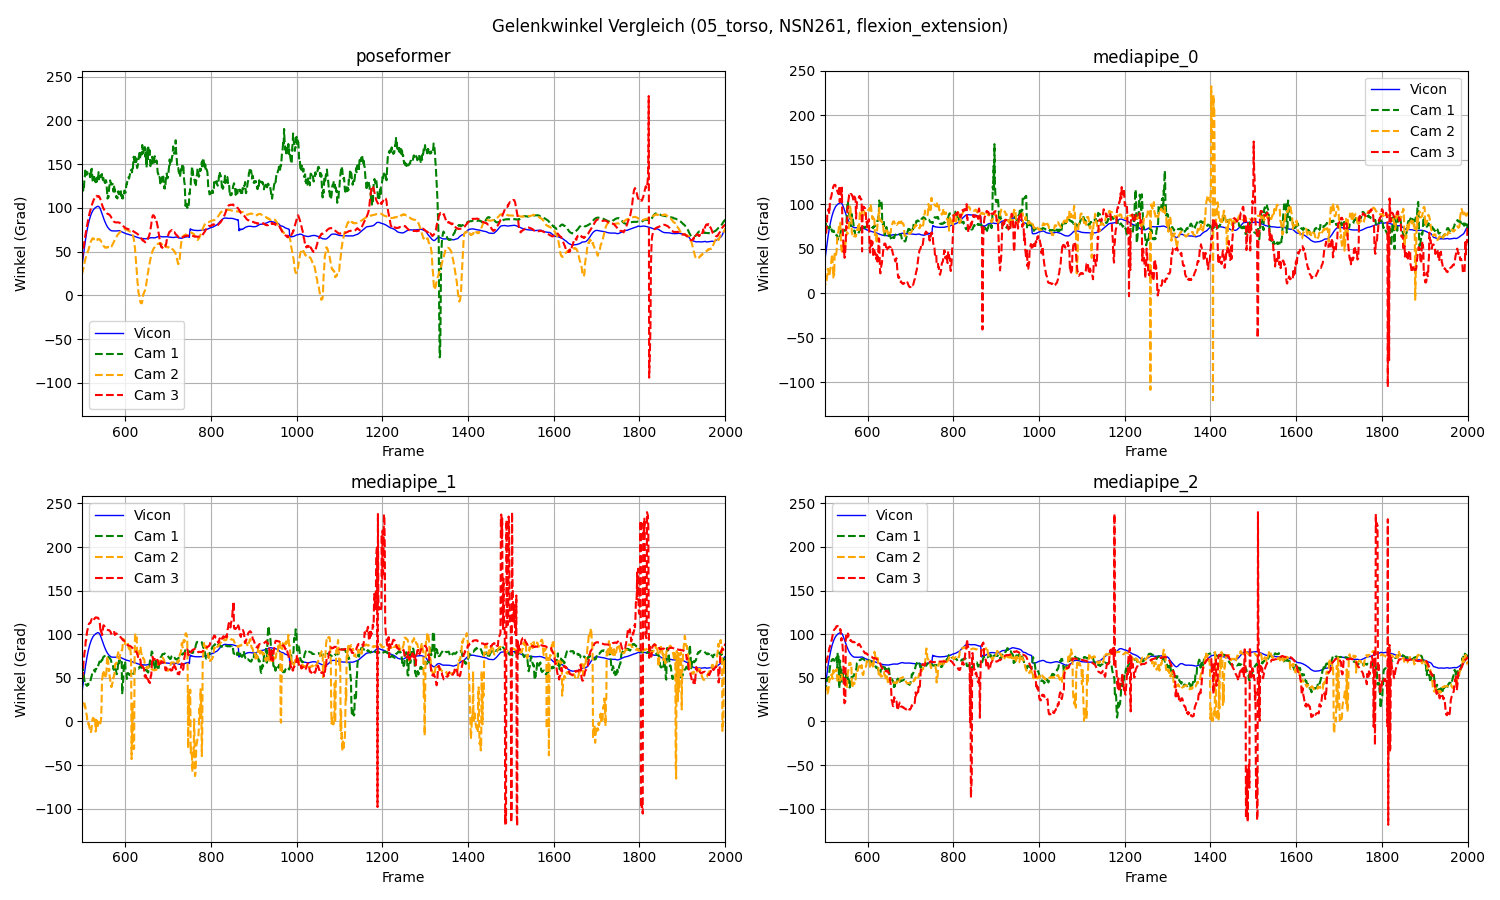 Gelenkwinkel Vergleich (05_torso, NSN261, flexion_extension)
poseformer
250
200
150
100
50
0
−50
−100
Winkel (Grad)
Vicon
Cam 1
Cam 2
Cam 3
600 800 1000 1200 1400 1600 1800 2000
Frame
mediapipe_0
250
200
150
100
50
0
−50
−100
Winkel (Grad)
Vicon
Cam 1
Cam 2
Cam 3
600 800 1000 1200 1400 1600 1800 2000
Frame
mediapipe_1
250
200
150
100
50
0
−50
−100
Winkel (Grad)
Vicon
Cam 1
Cam 2
Cam 3
600 800 1000 1200 1400 1600 1800 2000
Frame
mediapipe_2
250
200
150
100
50
0
−50
−100
Winkel (Grad)
Vicon
Cam 1
Cam 2
Cam 3
600 800 1000 1200 1400 1600 1800 2000
Frame